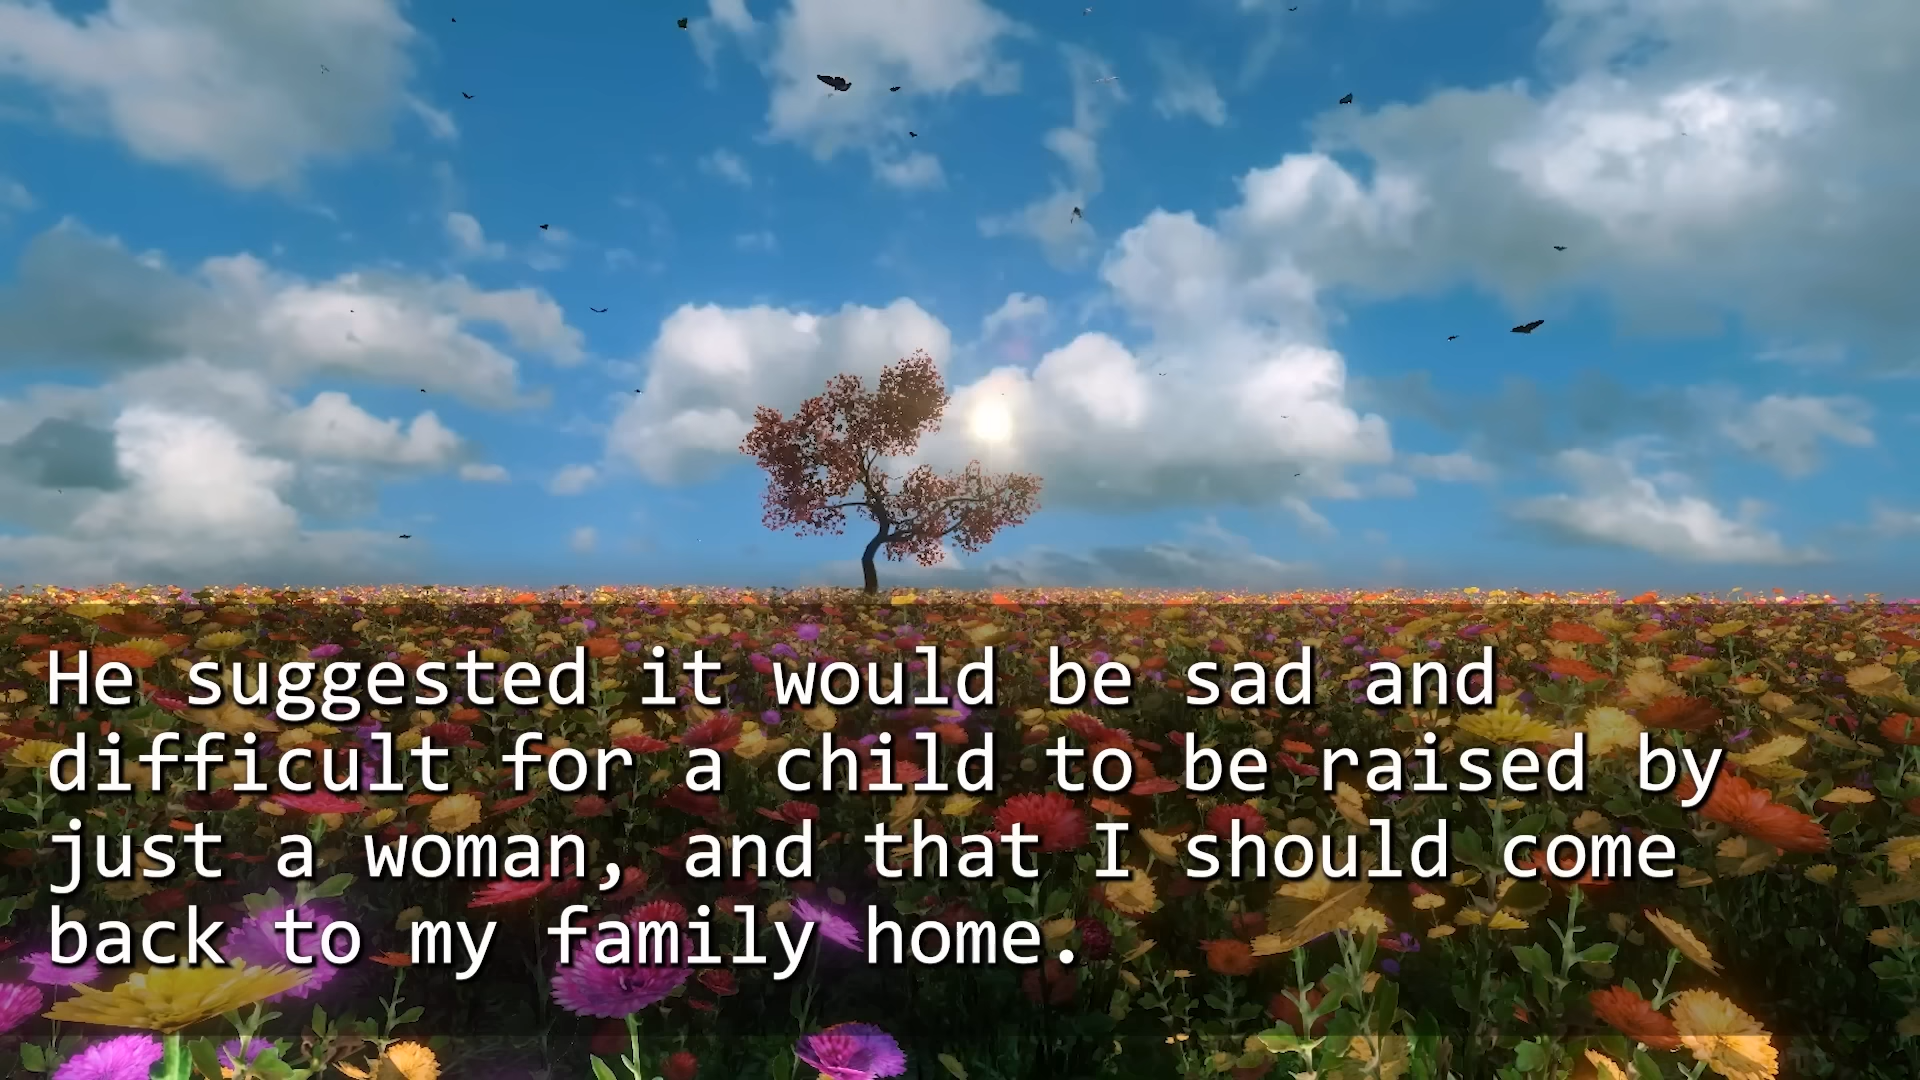 He suggested it would be sad and
difficult for a child to be raised by
just a woman, and that I should come
back to my family home.